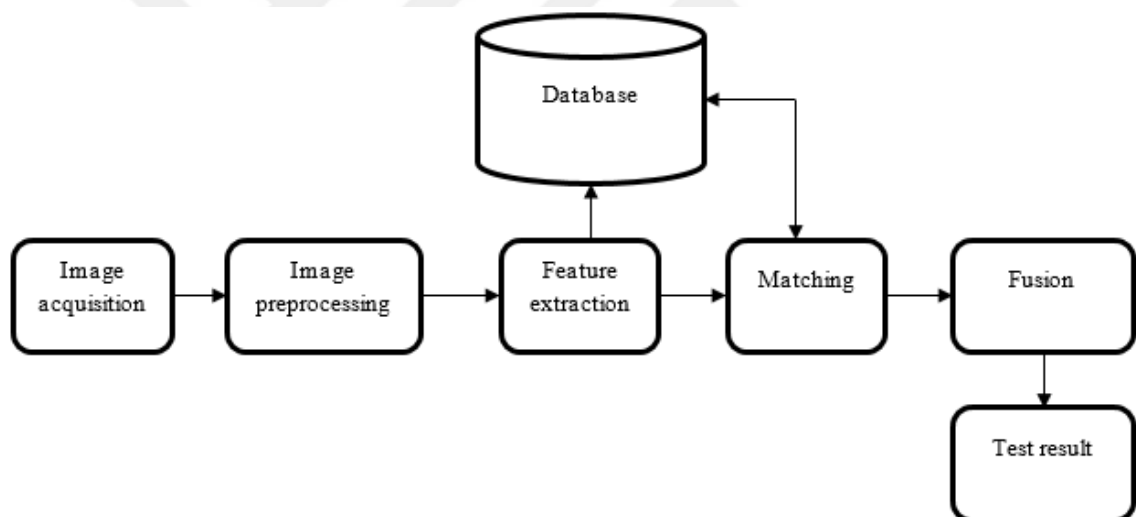 Database
Image
acquisition
Image
preprocessing
Feature
extraction
Matching
Fusion
Test result